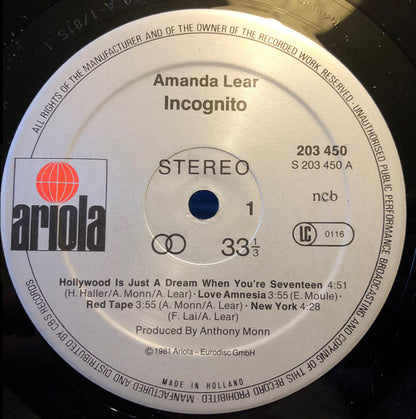 ALL RIGHTS OF THE MANUFACTURER AND OF THE OWNER OF THE RECORDED WORK RESERVED · UNAUTHORISED PUBLIC PERFORMANCE BROADCASTING AND COPYING OF THIS RECORD PROHIBITED · MANUFACTURED AND DISTRIBUTED BY CBS RECORDS
Amanda Lear
Incognito
203 450
S 203 450 A
STEREO
1
ncb
ariola
33 1/3
LC 0116
Hollywood Is Just A Dream When You're Seventeen 4:51
(H. Haller/A. Monn/A. Lear) · Love Amnesia 3:55 (E. Moule) ·
Red Tape 3:55 (A. Monn/A. Lear) · New York 4:28
(F. Lai/A. Lear)
Produced By Anthony Monn
© 1981 Ariola - Eurodisc GmbH
MADE IN HOLLAND